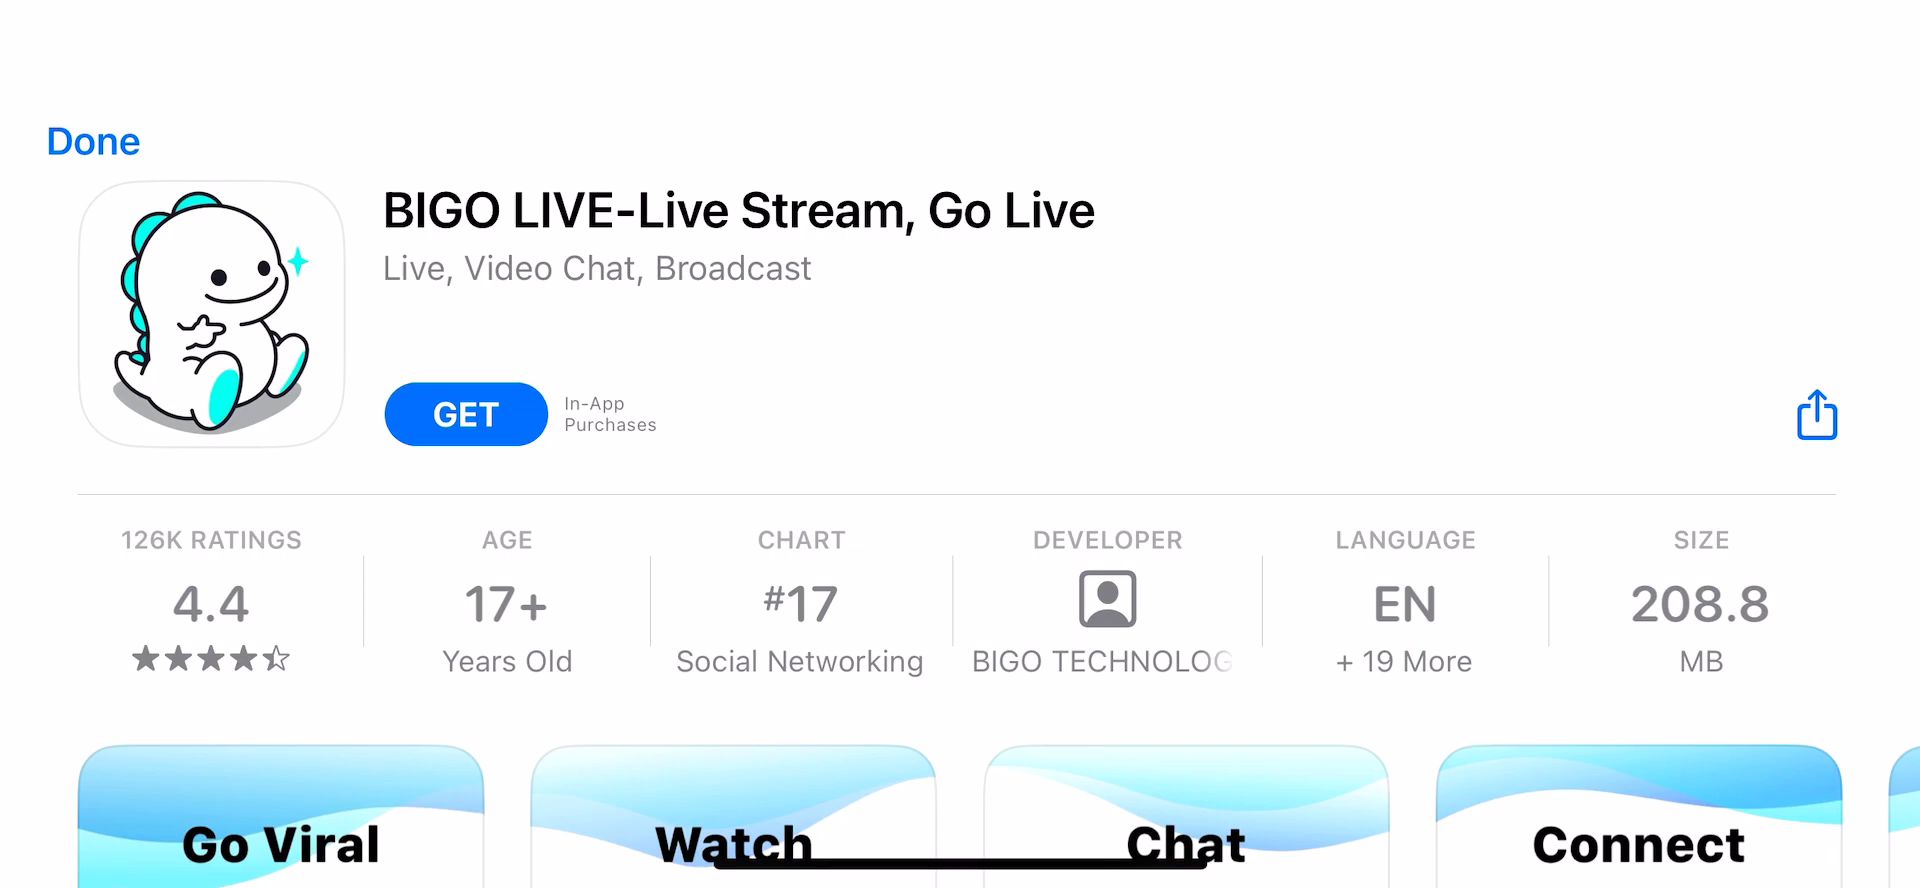 Done
BIGO LIVE-Live Stream, Go Live
Live, Video Chat, Broadcast
GET
In-App
Purchases
126K RATINGS
4.4
AGE
17+
Years Old
CHART
#17
Social Networking
DEVELOPER
BIGO TECHNOLOG
LANGUAGE
EN
+ 19 More
SIZE
208.8
MB
Go Viral
Watch
Chat
Connect